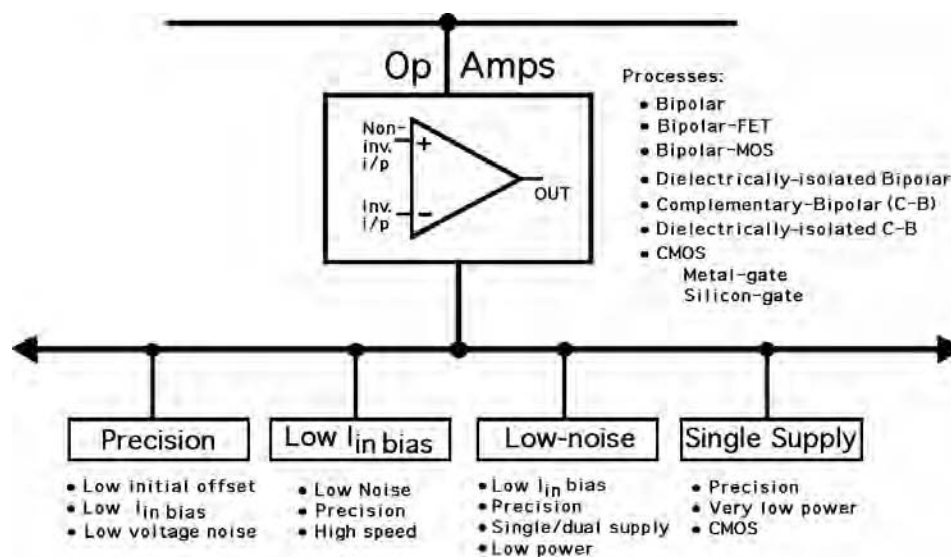 Op Amps
Non-
inv.
i/p
+
inv.
i/p
−
OUT
Processes:
• Bipolar
• Bipolar-FET
• Bipolar-MOS
• Dielectrically-isolated Bipolar
• Complementary-Bipolar (C-B)
• Dielectrically-isolated C-B
• CMOS
Metal-gate
Silicon-gate
Precision
• Low initial offset
• Low Iin bias
• Low voltage noise
Low Iin bias
• Low Noise
• Precision
• High speed
Low-noise
• Low Iin bias
• Precision
• Single/dual supply
• Low power
Single Supply
• Precision
• Very low power
• CMOS